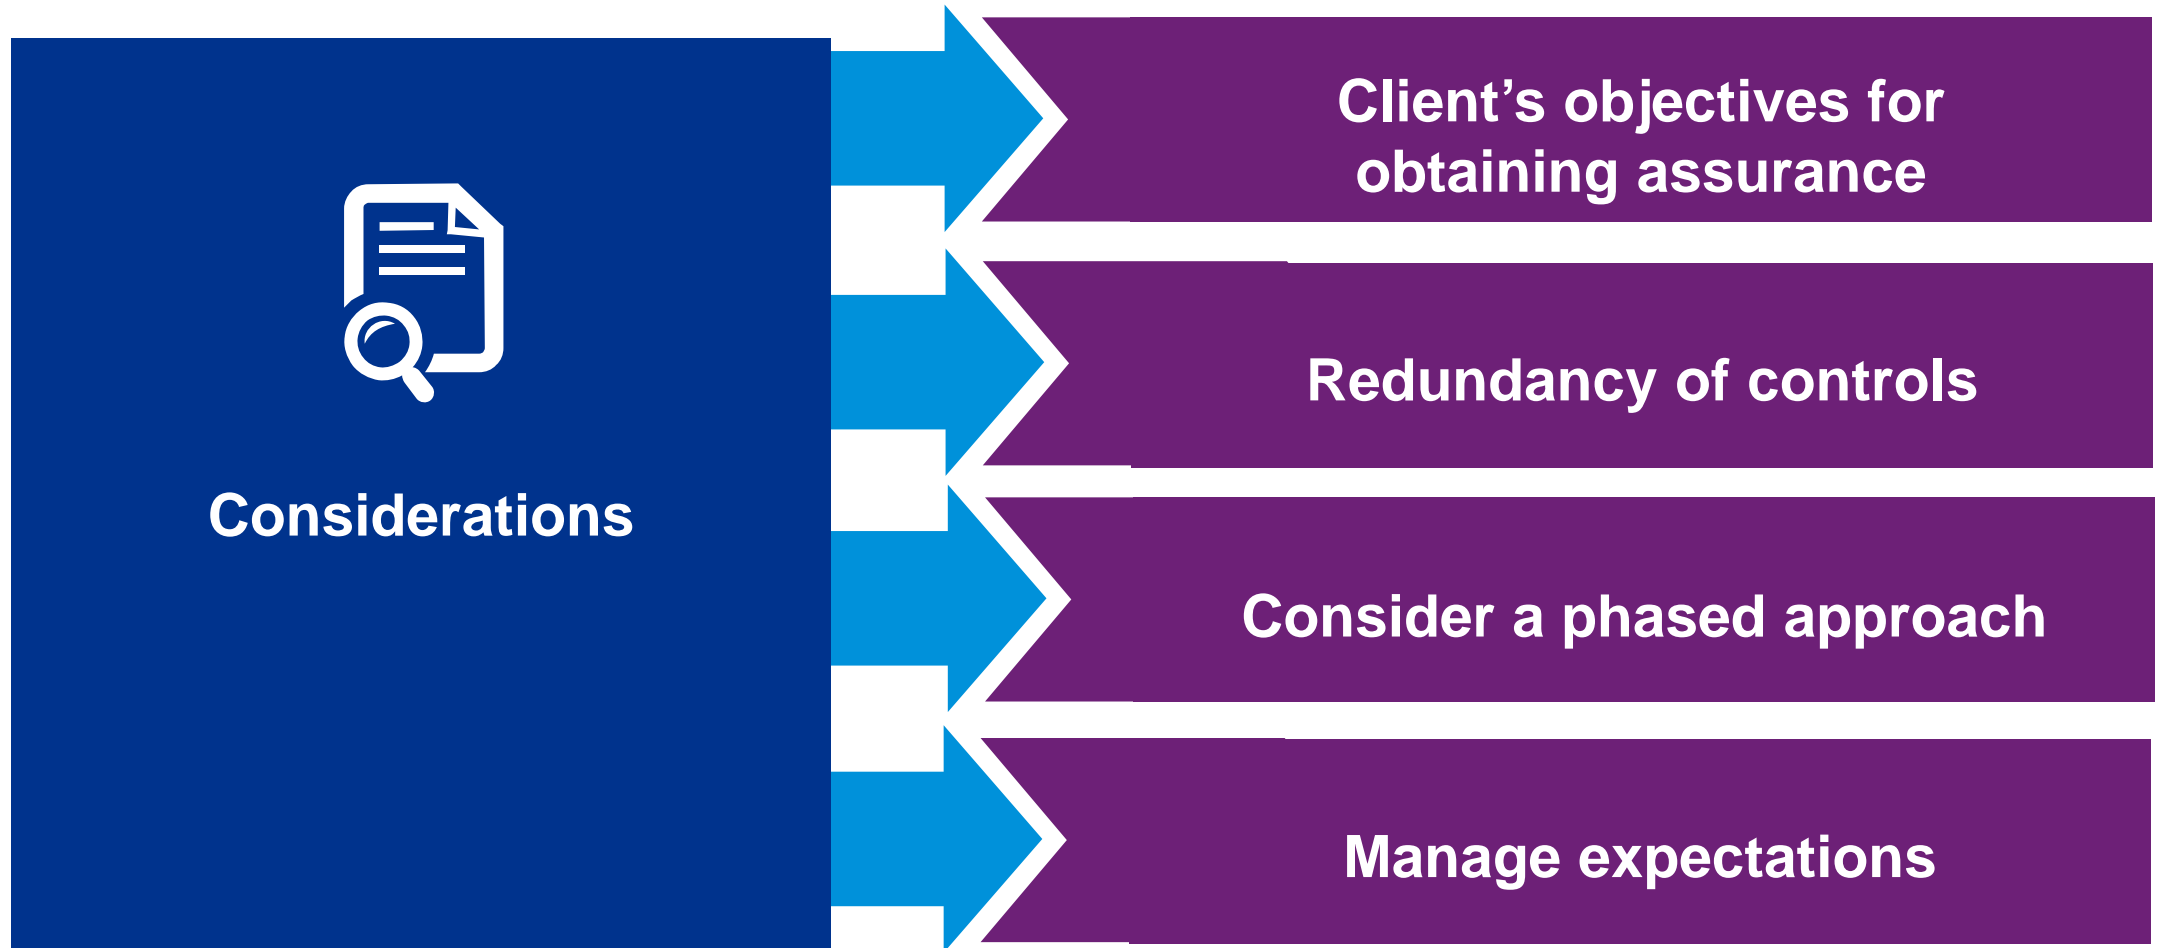 Considerations
Client’s objectives for
obtaining assurance
Redundancy of controls
Consider a phased approach
Manage expectations